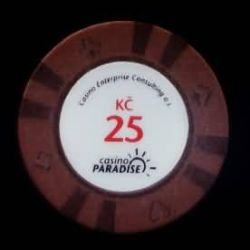 Casino Enterprise Consulting a.s.
KČ
25
casino
PARADISE